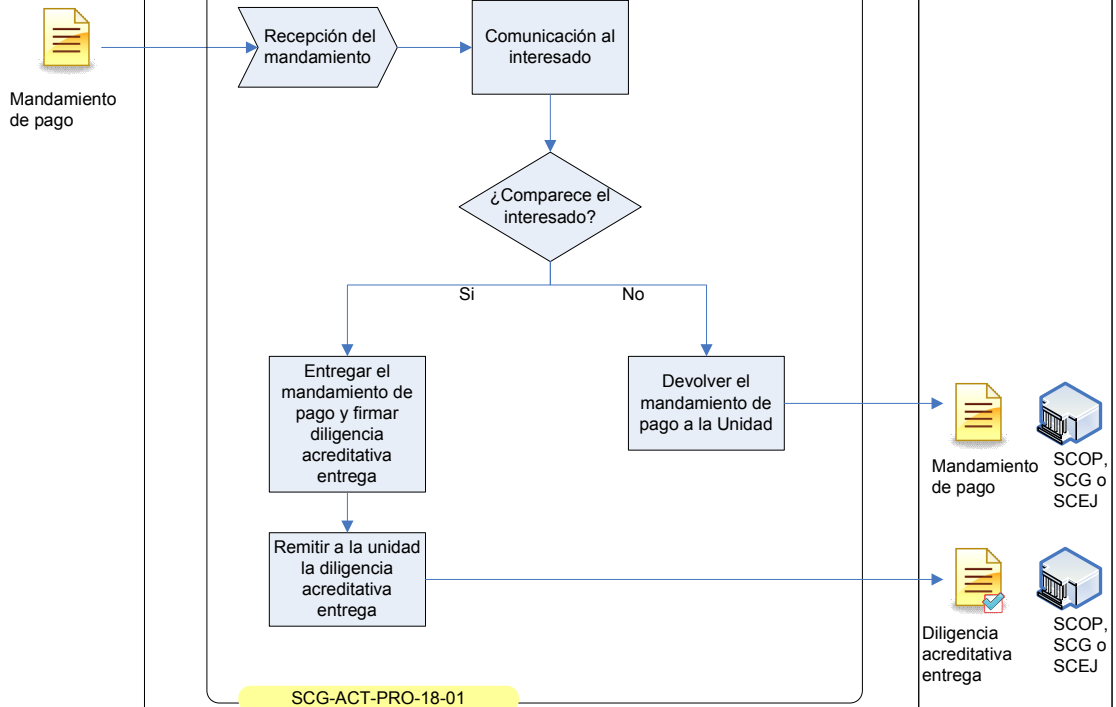 Mandamiento
de pago
Recepción del
mandamiento
Comunicación al
interesado
¿Comparece el
interesado?
Si
No
Entregar el
mandamiento de
pago y firmar
diligencia
acreditativa
entrega
Devolver el
mandamiento de
pago a la Unidad
Mandamiento
de pago
SCOP,
SCG o
SCEJ
Remitir a la unidad
la diligencia
acreditativa
entrega
Diligencia
acreditativa
entrega
SCOP,
SCG o
SCEJ
SCG-ACT-PRO-18-01